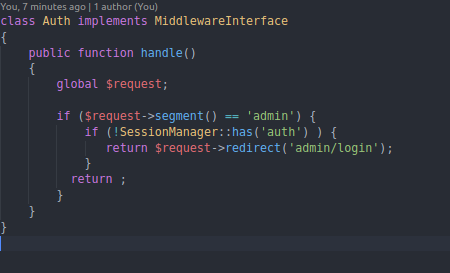 You, 7 minutes ago | 1 author (You)
class Auth implements MiddlewareInterface
{
    public function handle()
    {
        global $request;

        if ($request->segment() == 'admin') {
            if (!SessionManager::has('auth') ) {
               return $request->redirect('admin/login');
            }
          return ;
        }
    }
}